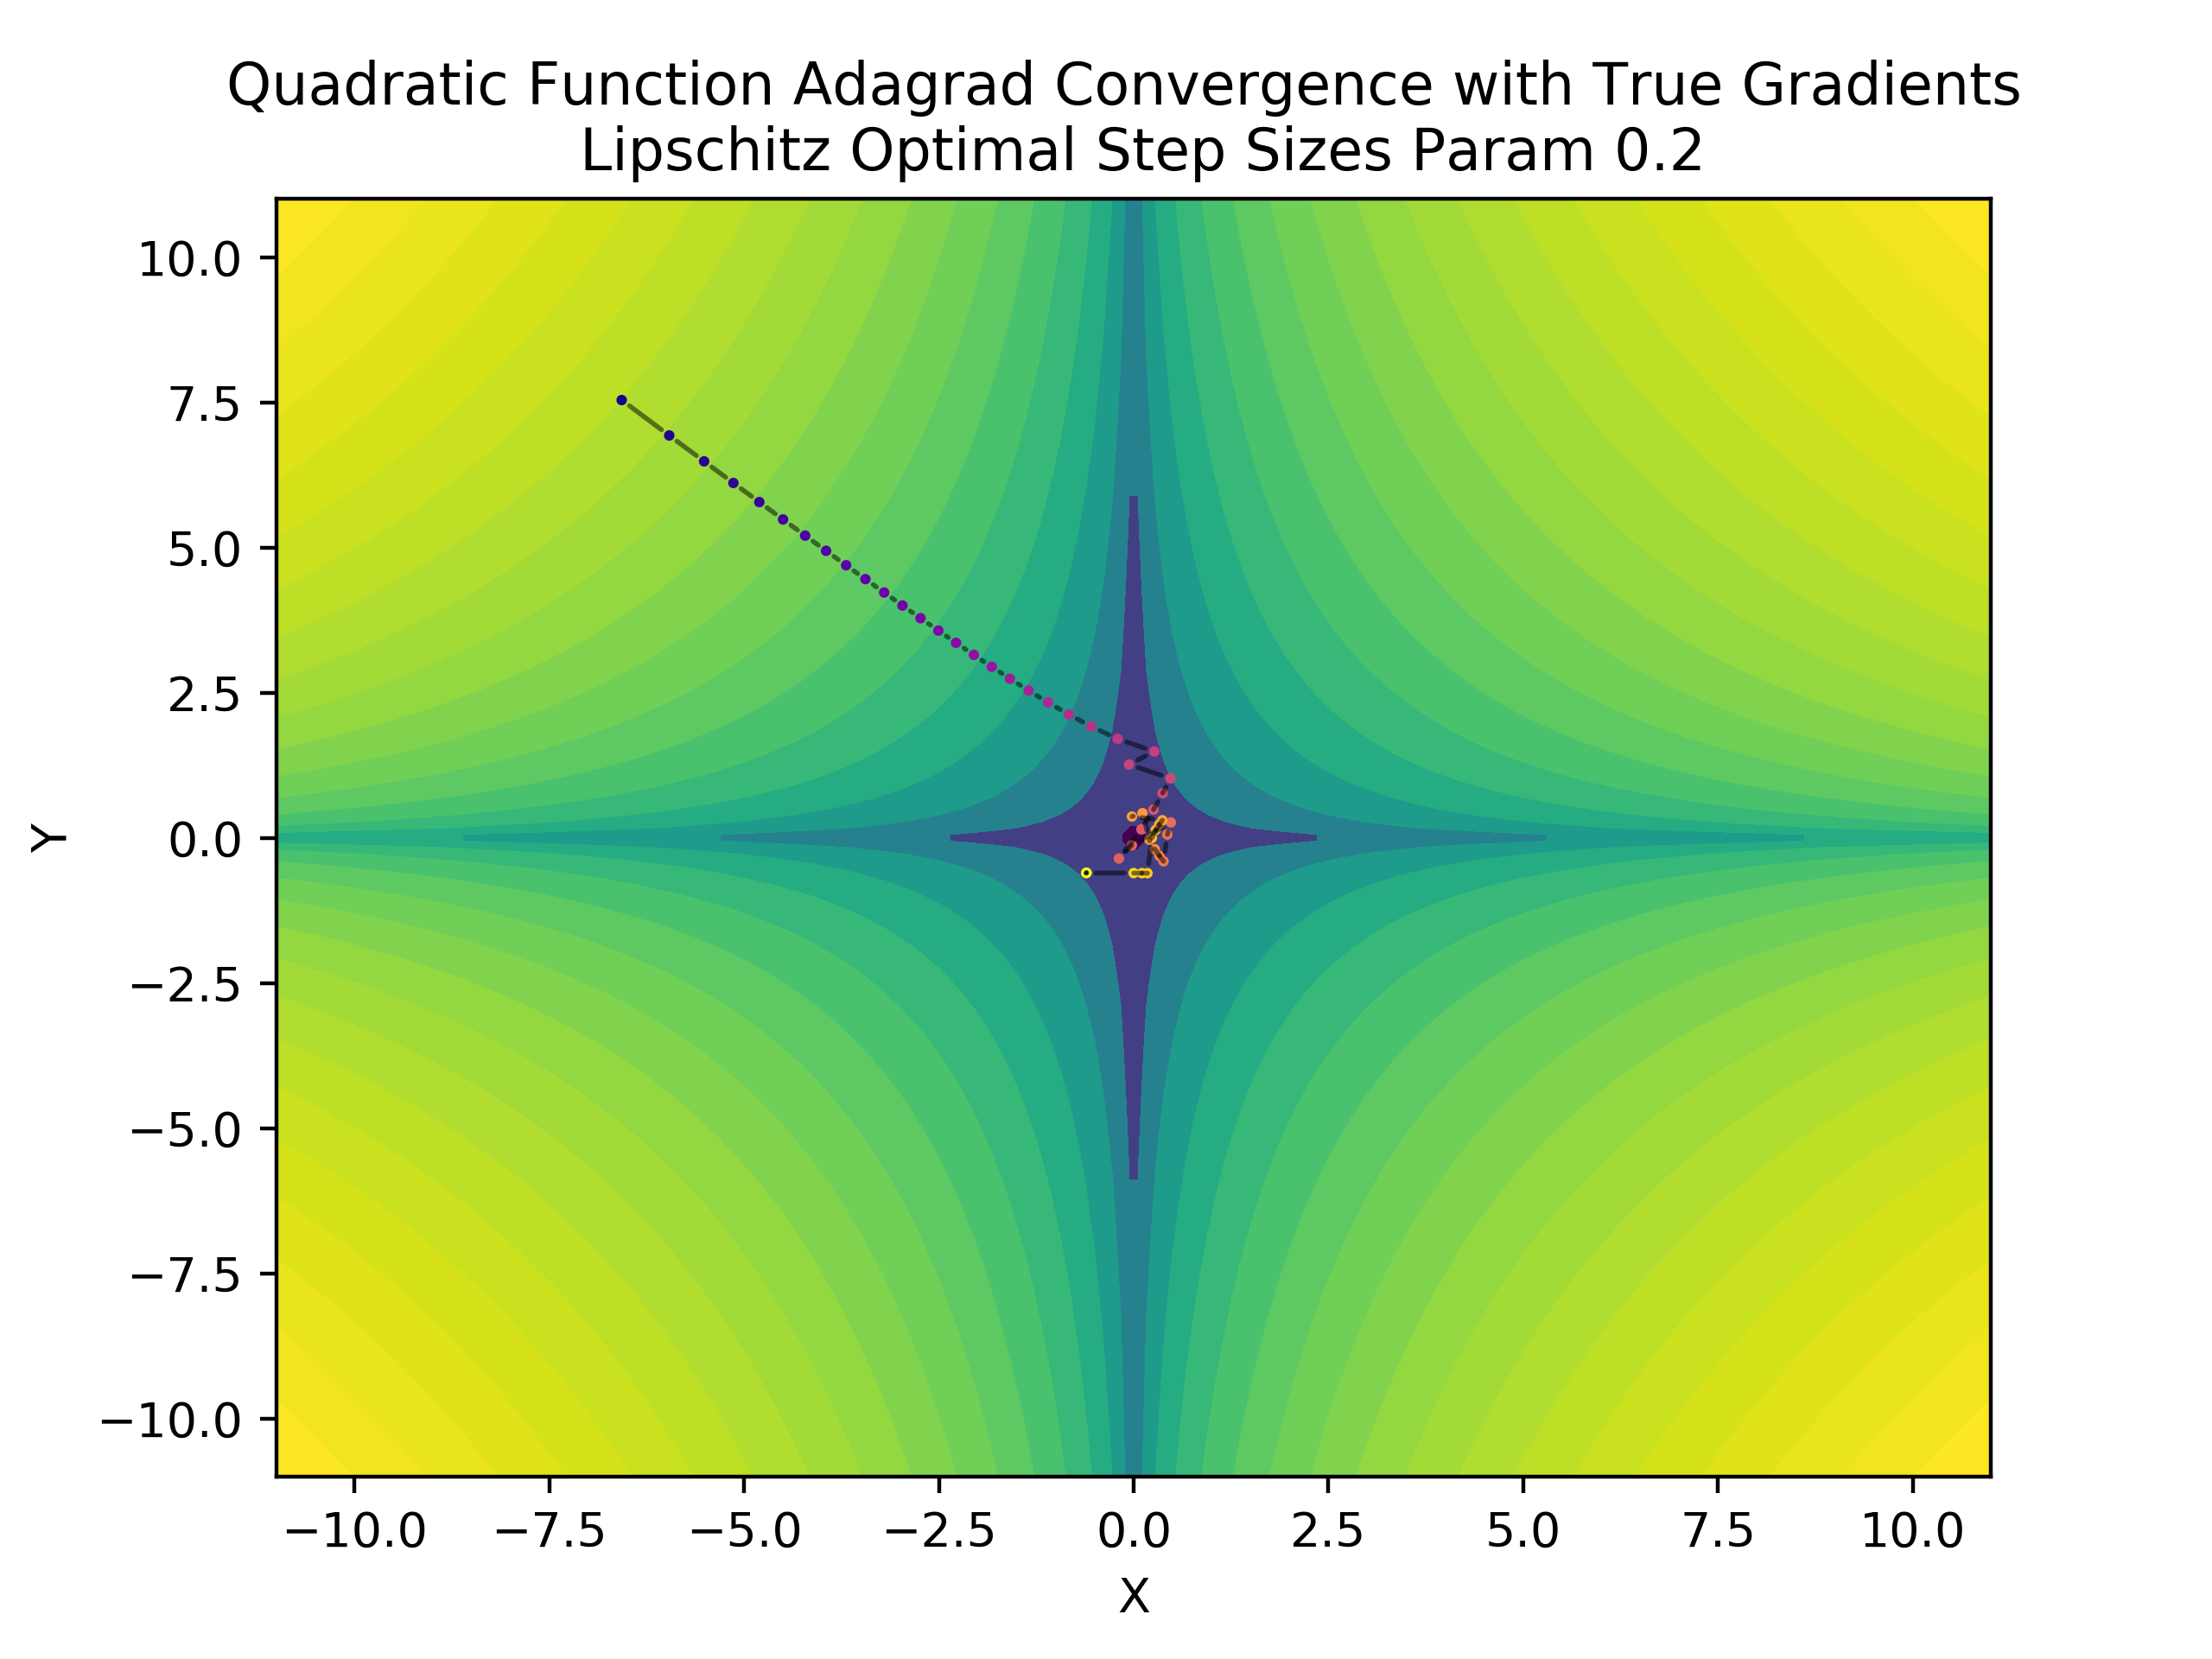 Quadratic Function Adagrad Convergence with True Gradients
Lipschitz Optimal Step Sizes Param 0.2
10.0
7.5
5.0
2.5
0.0
−2.5
−5.0
−7.5
−10.0
Y
−10.0 −7.5 −5.0 −2.5 0.0 2.5 5.0 7.5 10.0
X